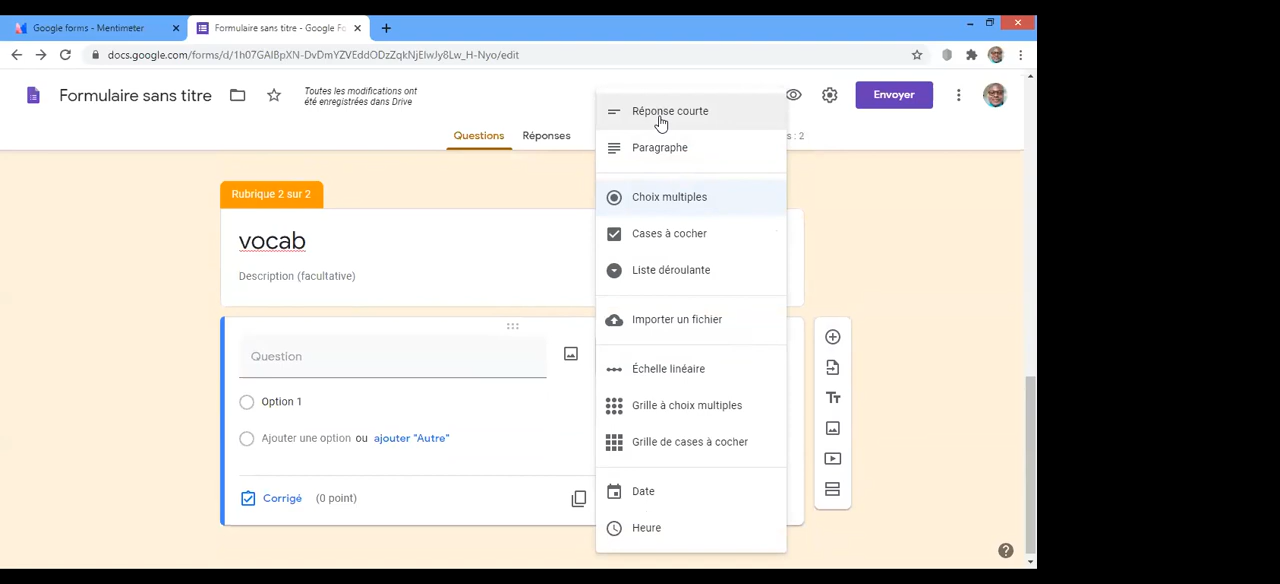 Google forms - Mentimeter
Formulaire sans titre - Google Fo
docs.google.com/forms/d/1h07GAIBpXN-DvDmYZVEddODzZqkNjElwJy8Lw_H-Nyo/edit
Formulaire sans titre
Toutes les modifications ont
été enregistrées dans Drive
Envoyer
Questions
Réponses
s : 2
Réponse courte
Paragraphe
Choix multiples
Cases à cocher
Liste déroulante
Importer un fichier
Échelle linéaire
Grille à choix multiples
Grille de cases à cocher
Date
Heure
Rubrique 2 sur 2
vocab
Description (facultative)
Question
Option 1
Ajouter une option ou ajouter "Autre"
Corrigé (0 point)
Tт